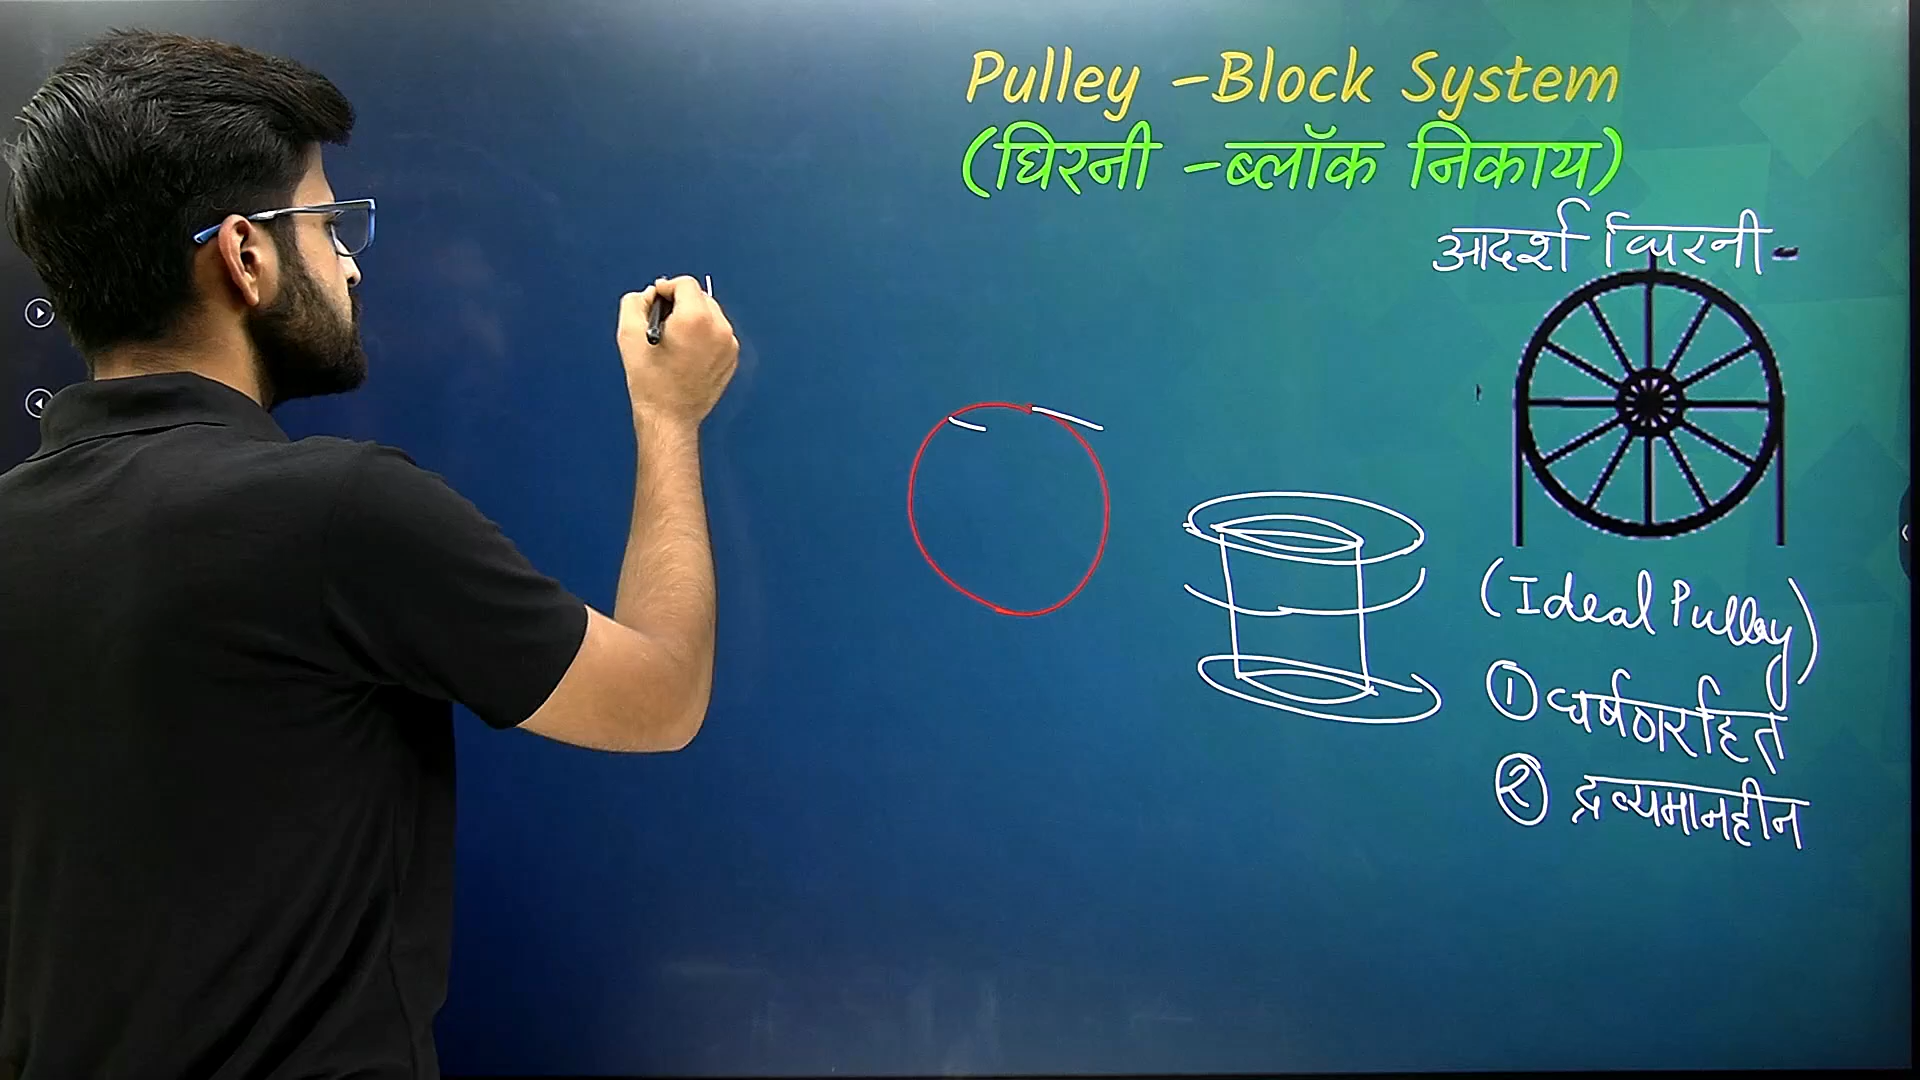 Pulley -Block System
(घिरनी -ब्लॉक निकाय)
आदर्श घिरनी -
(Ideal Pulley)
① घर्षणरहित
② द्रव्यमानहीन